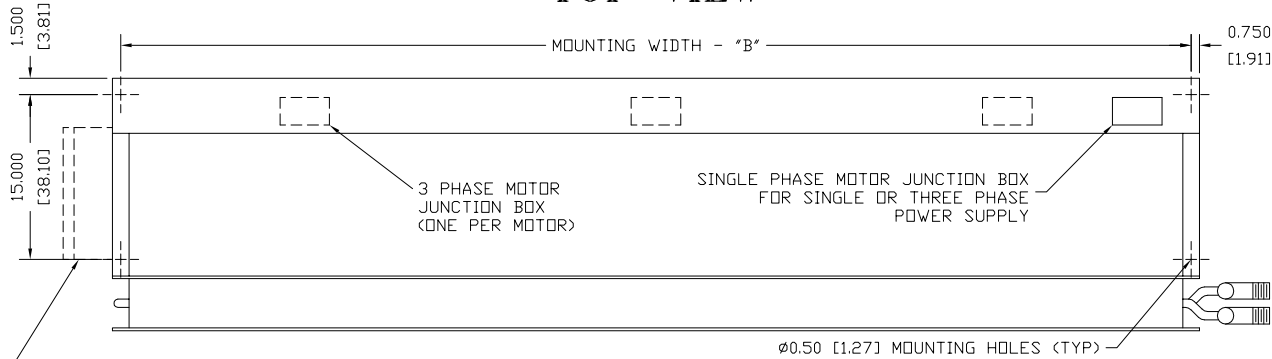 TOP VIEW
1.500
[3.81]
MOUNTING WIDTH - "B"
0.750
[1.91]
15.000
[38.10]
3 PHASE MOTOR
JUNCTION BOX
(ONE PER MOTOR)
SINGLE PHASE MOTOR JUNCTION BOX
FOR SINGLE OR THREE PHASE
POWER SUPPLY
Ø0.50 [1.27] MOUNTING HOLES (TYP)